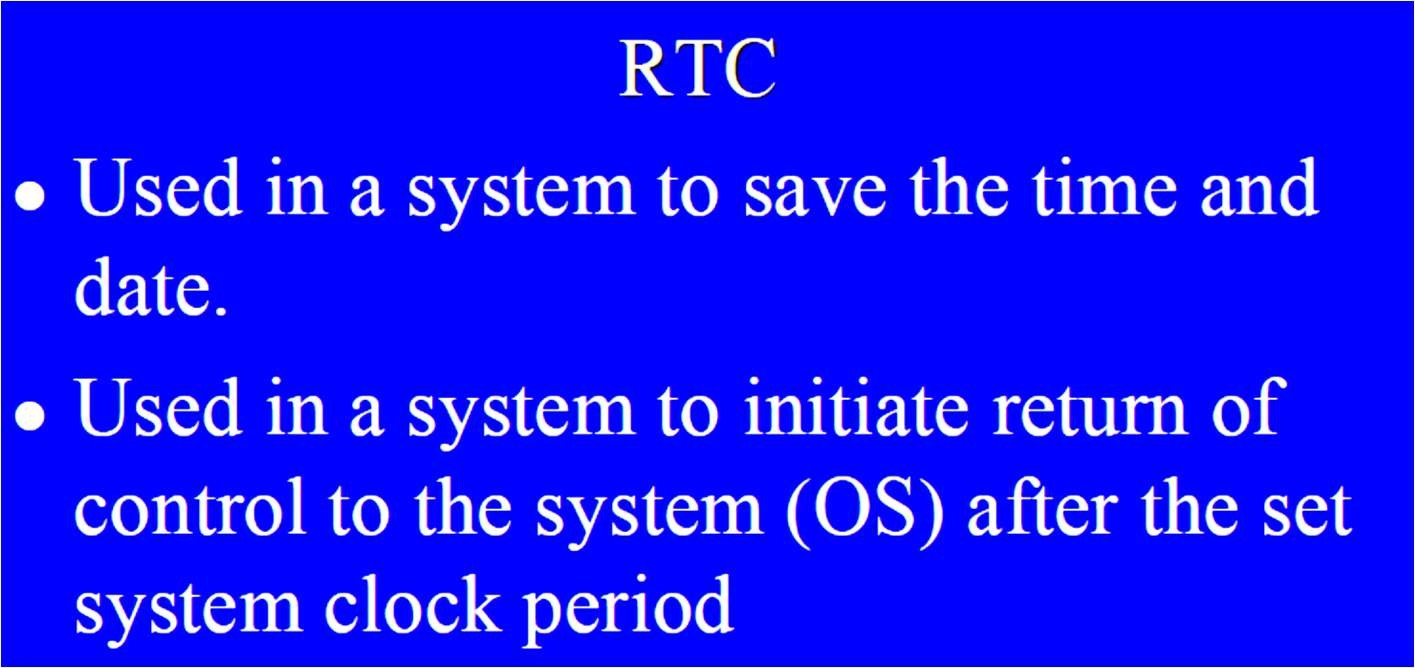 RTC
• Used in a system to save the time and
date.
• Used in a system to initiate return of
control to the system (OS) after the set
system clock period